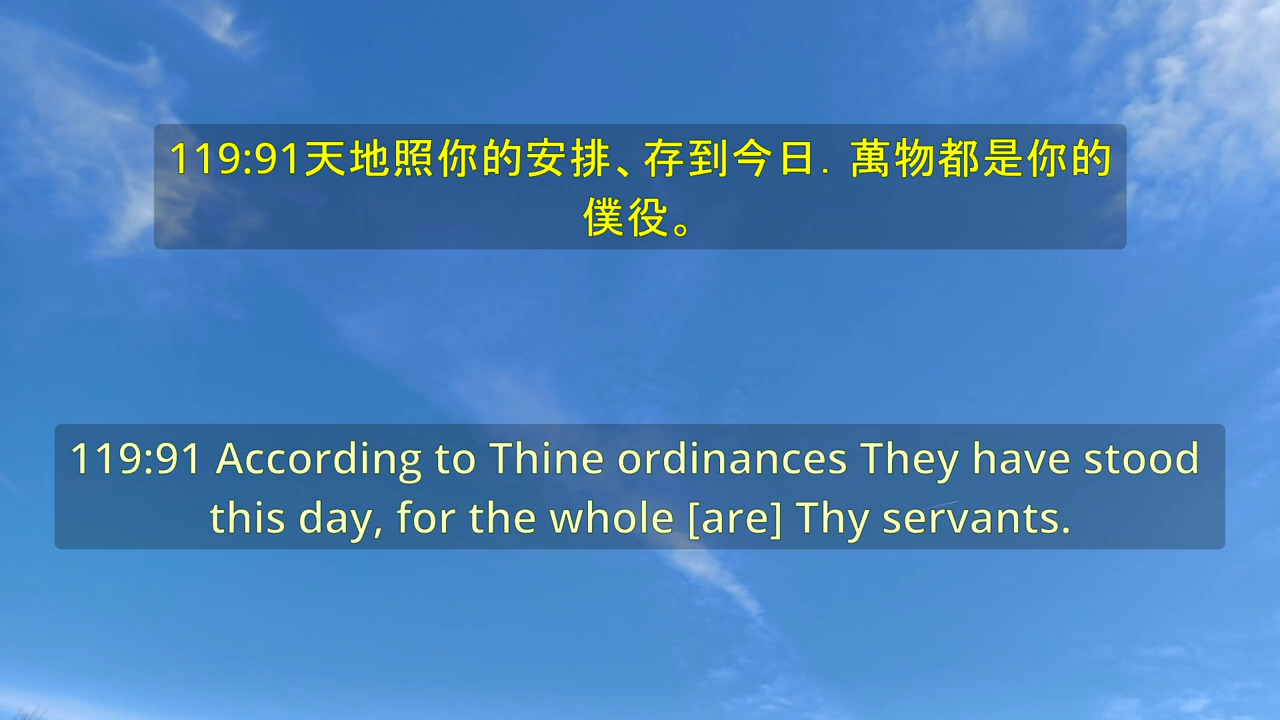 119:91天地照你的安排、存到今日．萬物都是你的
僕役。
119:91 According to Thine ordinances They have stood
this day, for the whole [are] Thy servants.